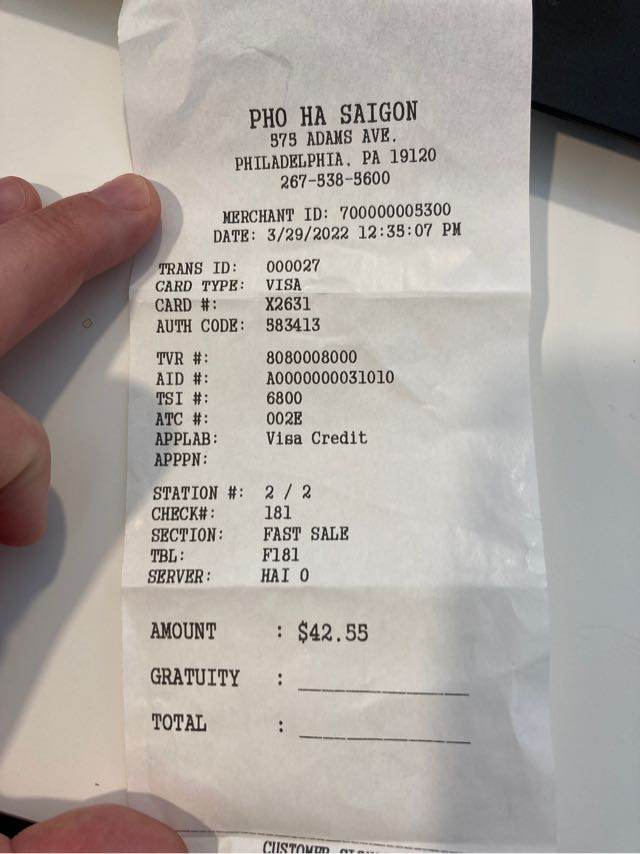 PHO HA SAIGON
575 ADAMS AVE.
PHILADELPHIA, PA 19120
267-538-5600
MERCHANT ID: 700000005300
DATE: 3/29/2022 12:35:07 PM
TRANS ID: 000027
CARD TYPE: VISA
CARD #: X2631
AUTH CODE: 583413
TVR #: 8080008000
AID #: A0000000031010
TSI #: 6800
ATC #: 002E
APPLAB: Visa Credit
APPPN:
STATION #: 2 / 2
CHECK#: 181
SECTION: FAST SALE
TBL: F181
SERVER: HAI O
AMOUNT : $42.55
GRATUITY :
TOTAL :
CUSTOMER